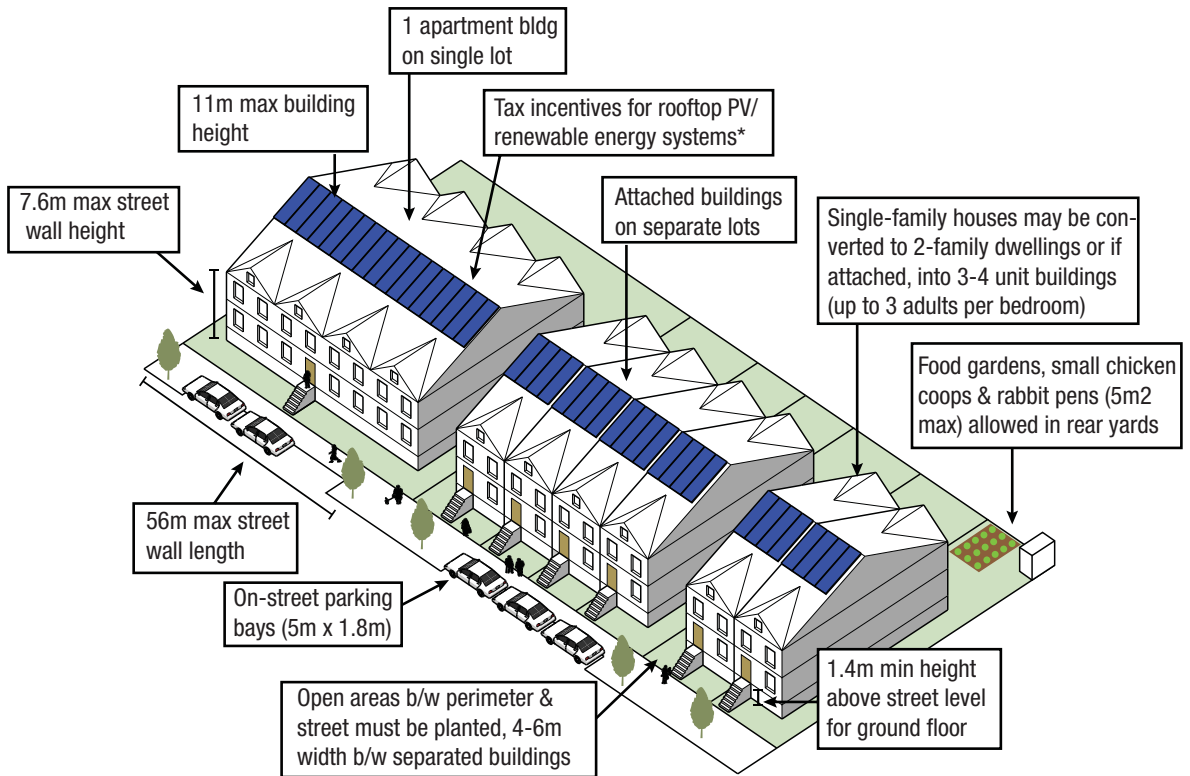 1 apartment bldg
on single lot
11m max building
height
Tax incentives for rooftop PV/
renewable energy systems*
7.6m max street
wall height
Attached buildings
on separate lots
Single-family houses may be con-
verted to 2-family dwellings or if
attached, into 3-4 unit buildings
(up to 3 adults per bedroom)
Food gardens, small chicken
coops & rabbit pens (5m2
max) allowed in rear yards
56m max street
wall length
On-street parking
bays (5m x 1.8m)
Open areas b/w perimeter &
street must be planted, 4-6m
width b/w separated buildings
1.4m min height
above street level
for ground floor